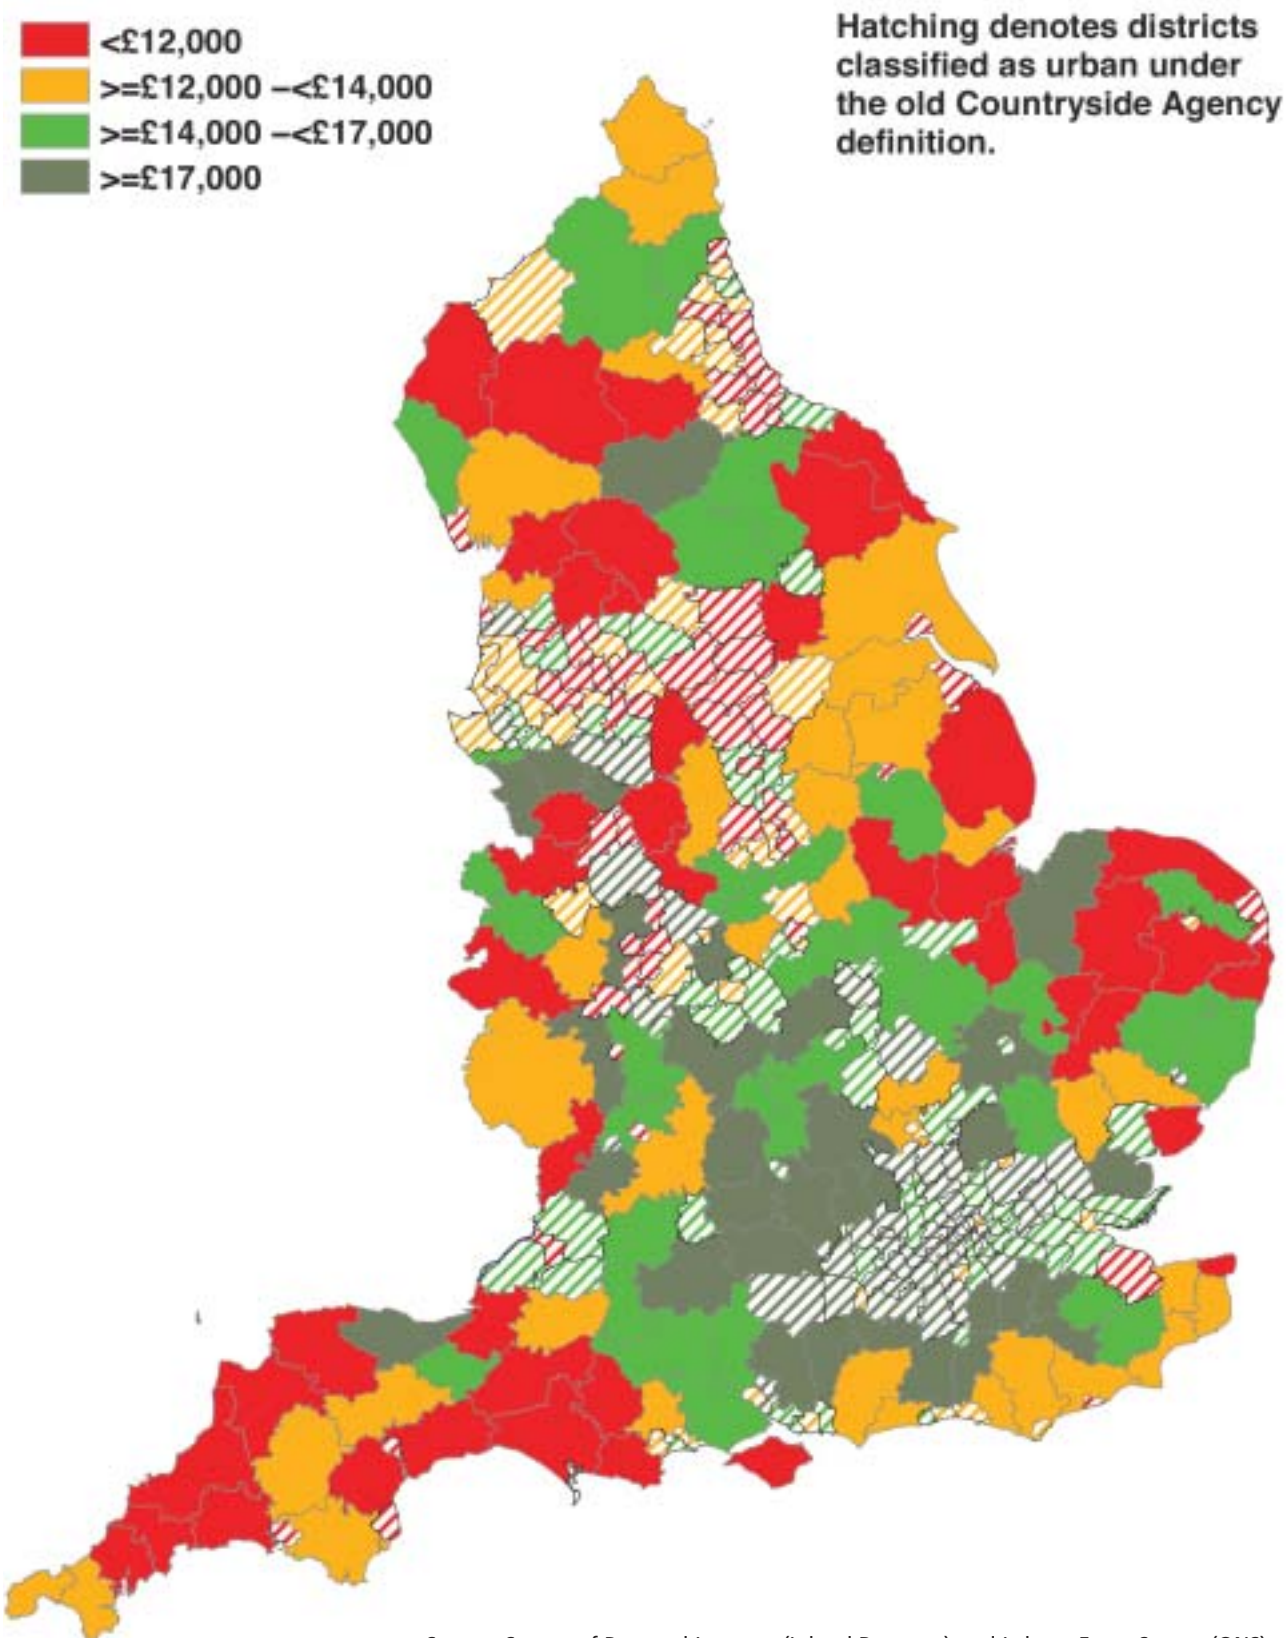 <£12,000
>=£12,000 –<£14,000
>=£14,000 –<£17,000
>=£17,000
Hatching denotes districts
classified as urban under
the old Countryside Agency
definition.